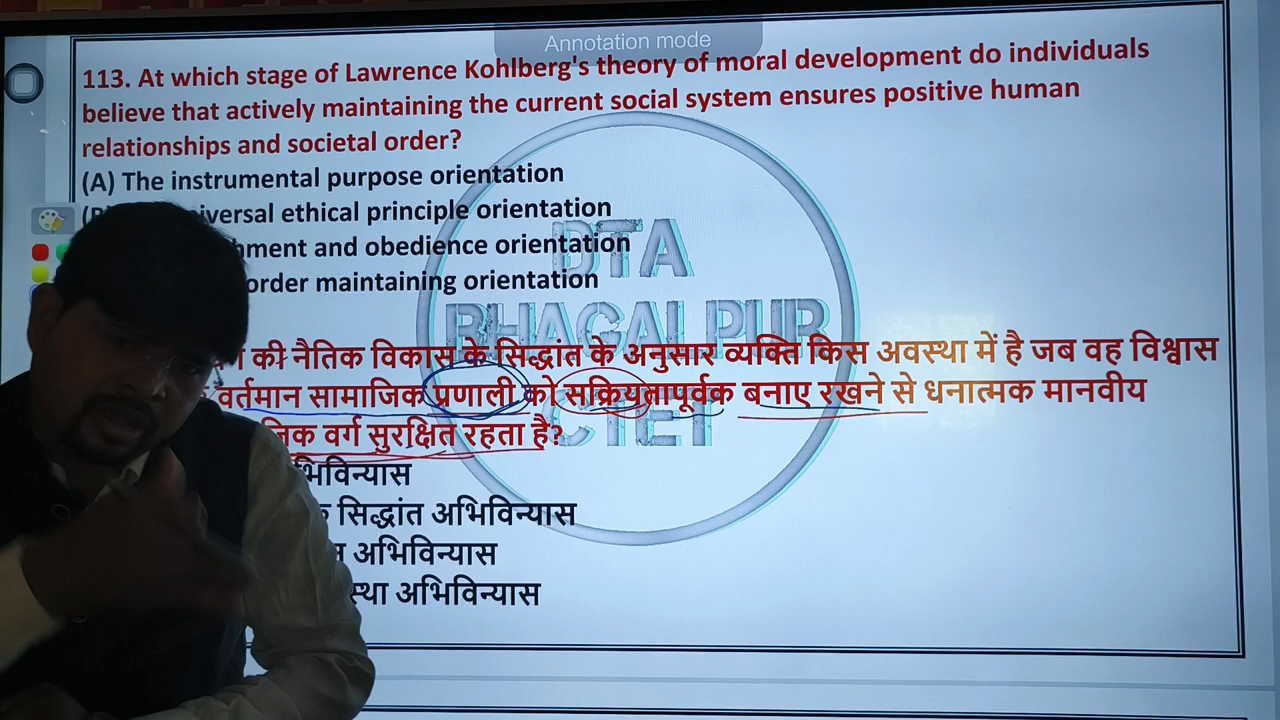 Annotation mode
113. At which stage of Lawrence Kohlberg's theory of moral development do individuals
believe that actively maintaining the current social system ensures positive human
relationships and societal order?
(A) The instrumental purpose orientation
ethical principle orientation
and obedience orientation
order maintaining orientation
DTA
BHAGALPUR
CTET
की नैतिक विकास के सिद्धांत के अनुसार व्यक्ति किस अवस्था में है जब वह विश्वास
वर्तमान सामाजिक प्रणाली को सक्रियतापूर्वक बनाए रखने से धनात्मक मानवीय
वर्ग सुरक्षित रहता है?
सिद्धांत अभिविन्यास
अभिविन्यास
अभिविन्यास